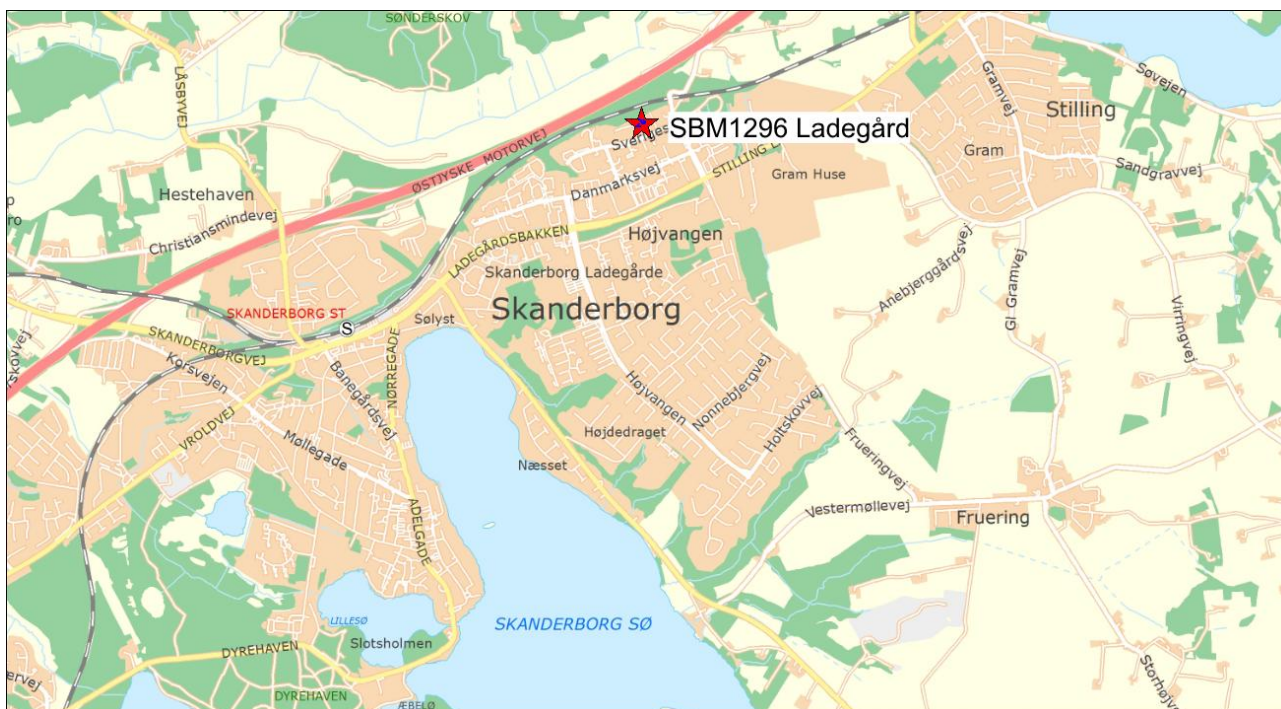 SØNDERSKOV
LÅSBYVEJ
Søvejen
Gramvej
Stilling
SBM1296 Ladegård
Gram
Sandgravvej
ØSTJYSKE MOTORVEJ
Danmarksvej
Gram Huse
Hestehaven
Christiansmindevej
ro
LADEGÅRDSBAKKEN
Højvangen
Anebjerggårdsvej
Gl Gramvej
Virringvej
Skanderborg Ladegårde
Skanderborg
SKANDERBORG ST
S
Sølyst
SKANDERBORGVEJ
Korsvejen
Banegårdsvej
NØRREGADE
Højvangen
Nonnebjergvej
Holtskovvej
VROLDVEJ
Møllegade
Højdedraget
Næsset
Frueringvej
ADELGADE
Vestermøllevej
Fruering
LILLESØ
Slotsholmen
SKANDERBORG SØ
DYREHAVEN
DYREHAVEN
ÆBELØ